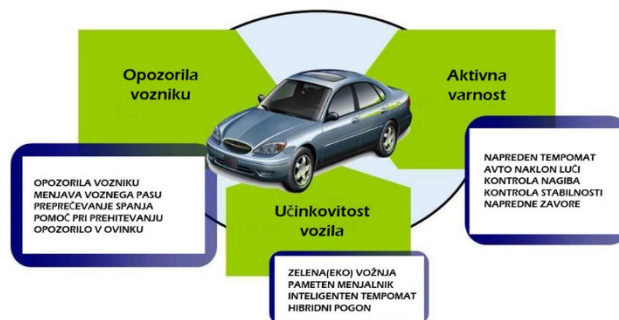 Opozorila
vozniku
Aktivna
varnost
OPOZORILA VOZNIKU
MENJAVA VOZNEGA PASU
PREPREČEVANJE SPANJA
POMOČ PRI PREHITEVANJU
OPOZORILO V OVINKU
NAPREDEN TEMPOMAT
AVTO NAKLON LUČI
KONTROLA NAGIBA
KONTROLA STABILNOSTI
NAPREDNE ZAVORE
Učinkovitost
vozila
ZELENA(EKO) VOŽNJA
PAMETEN MENJALNIK
INTELIGENTEN TEMPOMAT
HIBRIDNI POGON